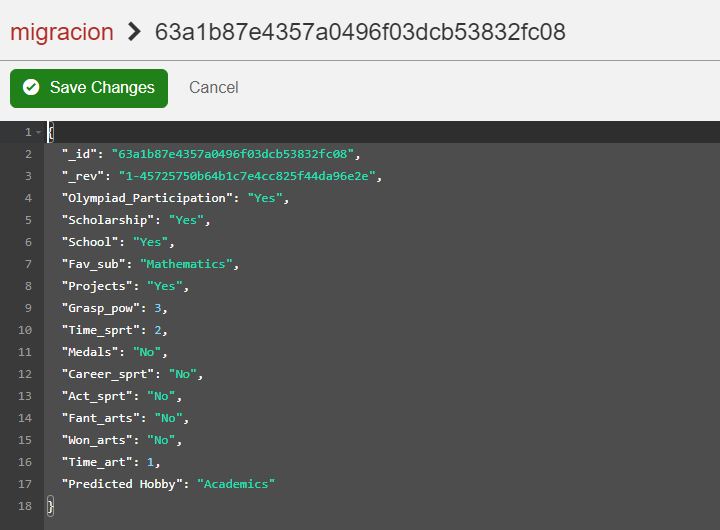 migracion > 63a1b87e4357a0496f03dcb53832fc08
Save Changes Cancel
1 {
2 "_id": "63a1b87e4357a0496f03dcb53832fc08",
3 "_rev": "1-45725750b64b1c7e4cc825f44da96e2e",
4 "Olympiad_Participation": "Yes",
5 "Scholarship": "Yes",
6 "School": "Yes",
7 "Fav_sub": "Mathematics",
8 "Projects": "Yes",
9 "Grasp_pow": 3,
10 "Time_sprt": 2,
11 "Medals": "No",
12 "Career_sprt": "No",
13 "Act_sprt": "No",
14 "Fant_arts": "No",
15 "Won_arts": "No",
16 "Time_art": 1,
17 "Predicted Hobby": "Academics"
18 }